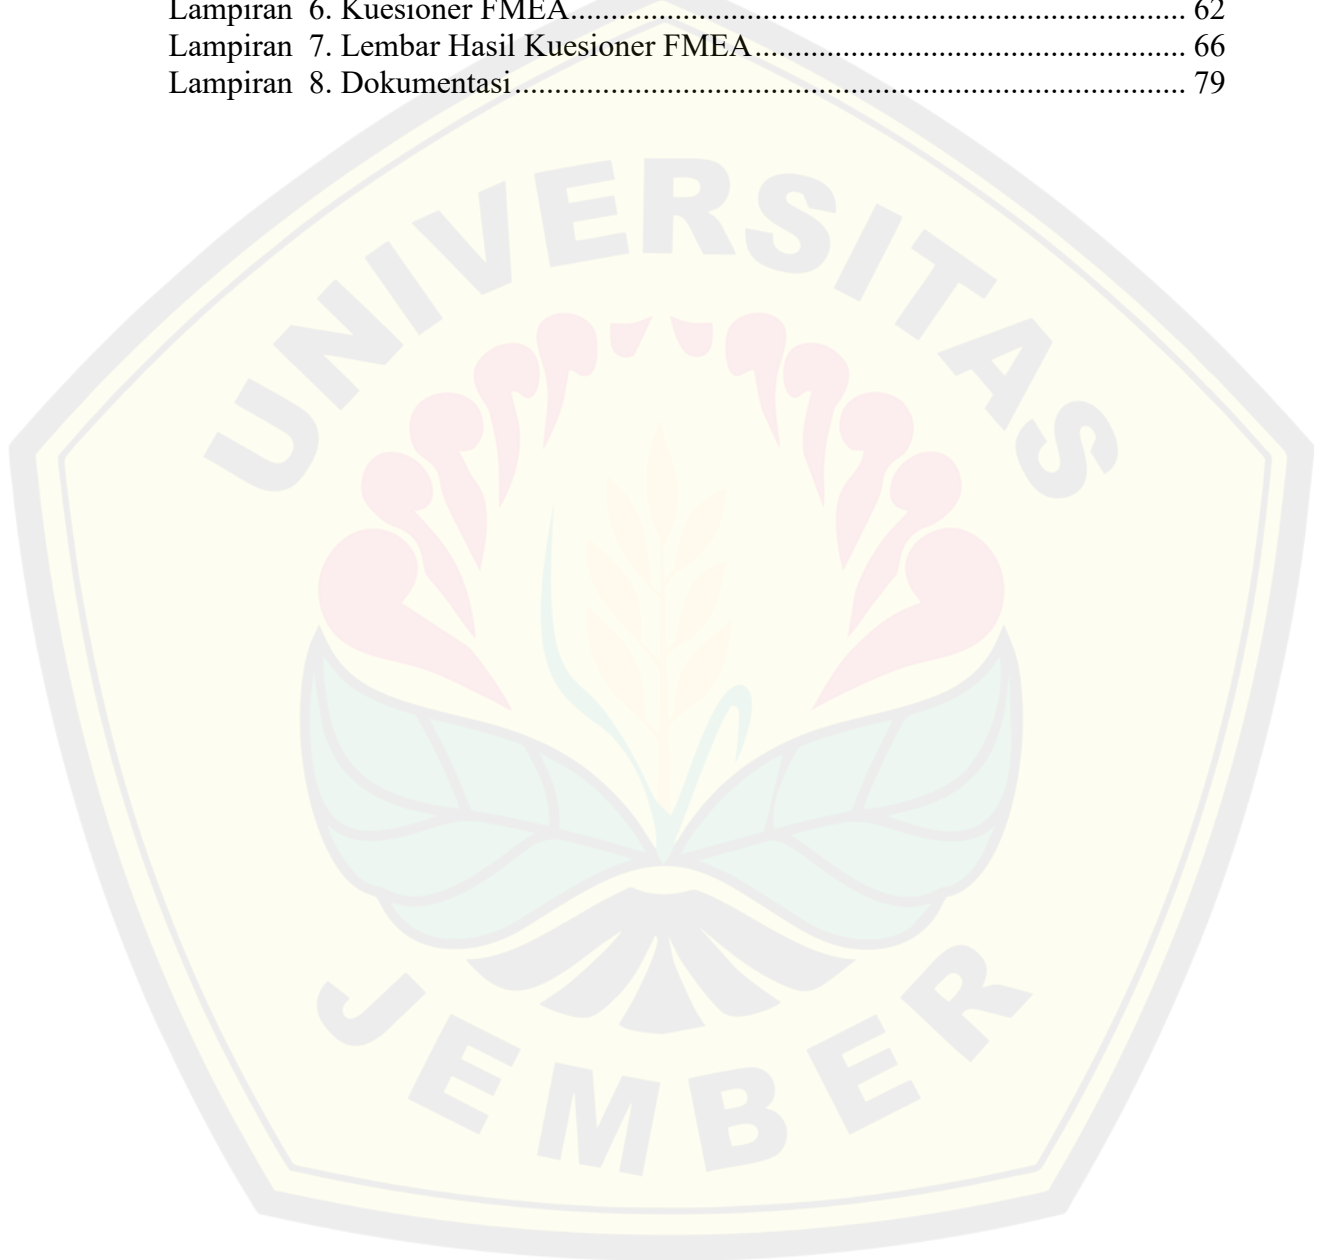 Lampiran 6. Kuesioner FMEA............................................................................. 62
Lampiran 7. Lembar Hasil Kuesioner FMEA...................................................... 66
Lampiran 8. Dokumentasi.................................................................................... 79
UNIVERSITAS
JEMBER